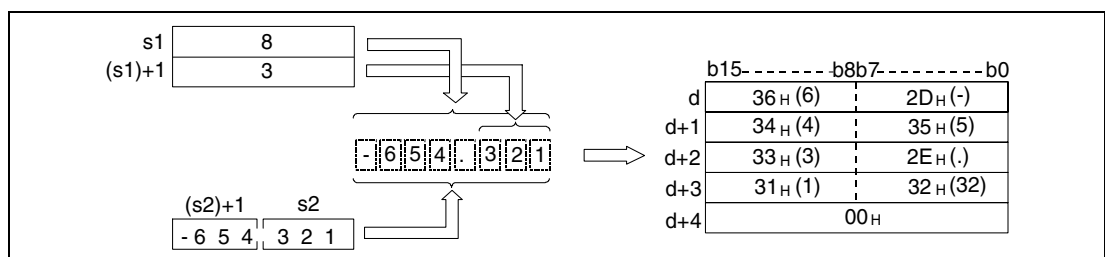 s1 8
(s1)+1 3
- 6 5 4 . 3 2 1
(s2)+1 s2
- 6 5 4 3 2 1
b15 b8b7 b0
d 36H(6) 2DH(-)
d+1 34H(4) 35H(5)
d+2 33H(3) 2EH(.)
d+3 31H(1) 32H(32)
d+4 00H